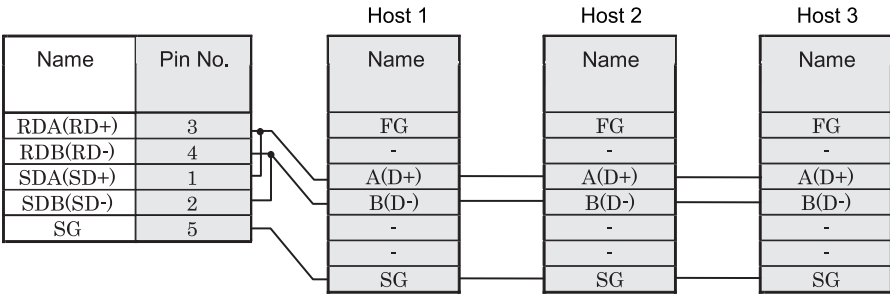 Host 1 Host 2 Host 3
Name Pin No. Name Name Name
RDA(RD+) 3 FG FG FG
RDB(RD-) 4 - - -
SDA(SD+) 1 A(D+) A(D+) A(D+)
SDB(SD-) 2 B(D-) B(D-) B(D-)
SG 5 - - -
- - -
SG SG SG